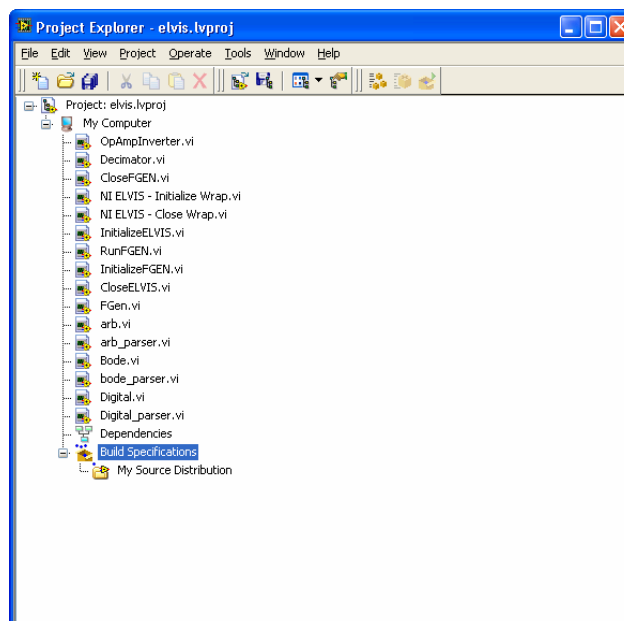 Project Explorer - elvis.lvproj
File Edit View Project Operate Tools Window Help
Project: elvis.lvproj
My Computer
OpAmpInverter.vi
Decimator.vi
CloseFGEN.vi
NI ELVIS - Initialize Wrap.vi
NI ELVIS - Close Wrap.vi
InitializeELVIS.vi
RunFGEN.vi
InitializeFGEN.vi
CloseELVIS.vi
FGen.vi
arb.vi
arb_parser.vi
Bode.vi
bode_parser.vi
Digital.vi
Digital_parser.vi
Dependencies
Build Specifications
My Source Distribution